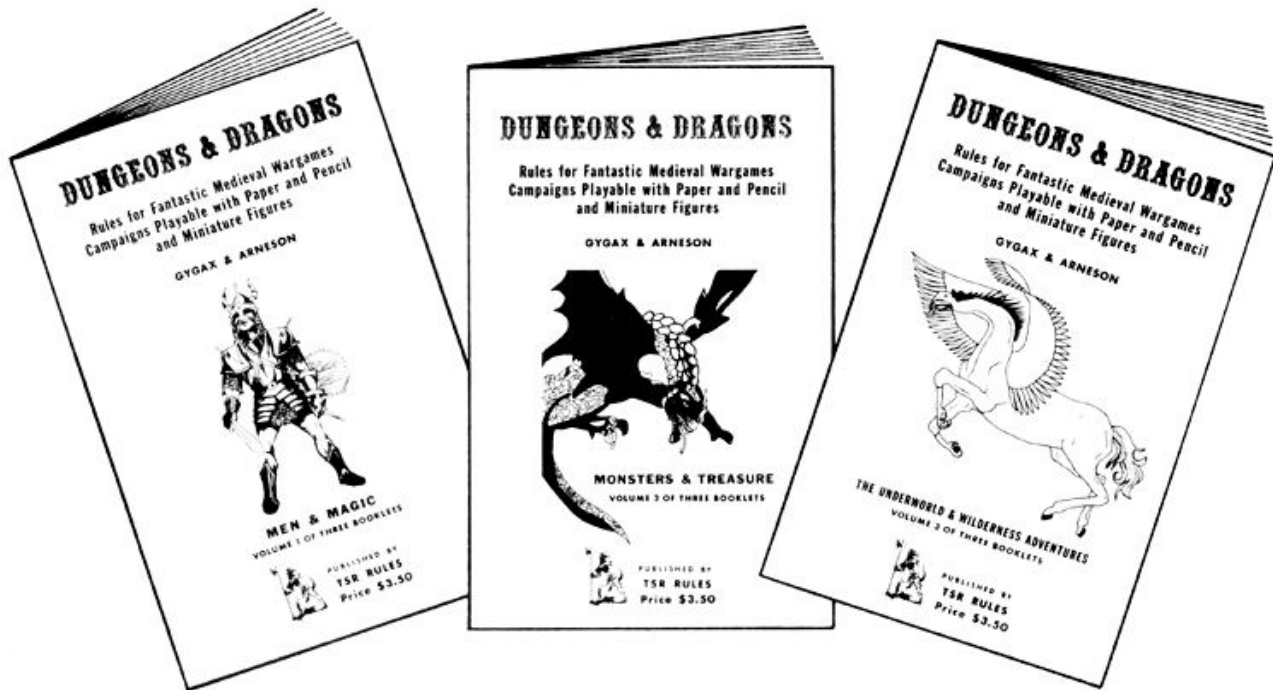 DUNGEONS & DRAGONS
Rules for Fantastic Medieval Wargames
Campaigns Playable with Paper and Pencil
and Miniature Figures
GYGAX & ARNESON
MEN & MAGIC
VOLUME 1 OF THREE BOOKLETS
PUBLISHED BY
TSR RULES
Price $3.50
DUNGEONS & DRAGONS
Rules for Fantastic Medieval Wargames
Campaigns Playable with Paper and Pencil
and Miniature Figures
GYGAX & ARNESON
MONSTERS & TREASURE
VOLUME 2 OF THREE BOOKLETS
PUBLISHED BY
TSR RULES
Price $3.50
DUNGEONS & DRAGONS
Rules for Fantastic Medieval Wargames
Campaigns Playable with Paper and Pencil
and Miniature Figures
GYGAX & ARNESON
THE UNDERWORLD & WILDERNESS ADVENTURES
VOLUME 3 OF THREE BOOKLETS
PUBLISHED BY
TSR RULES
Price $3.50